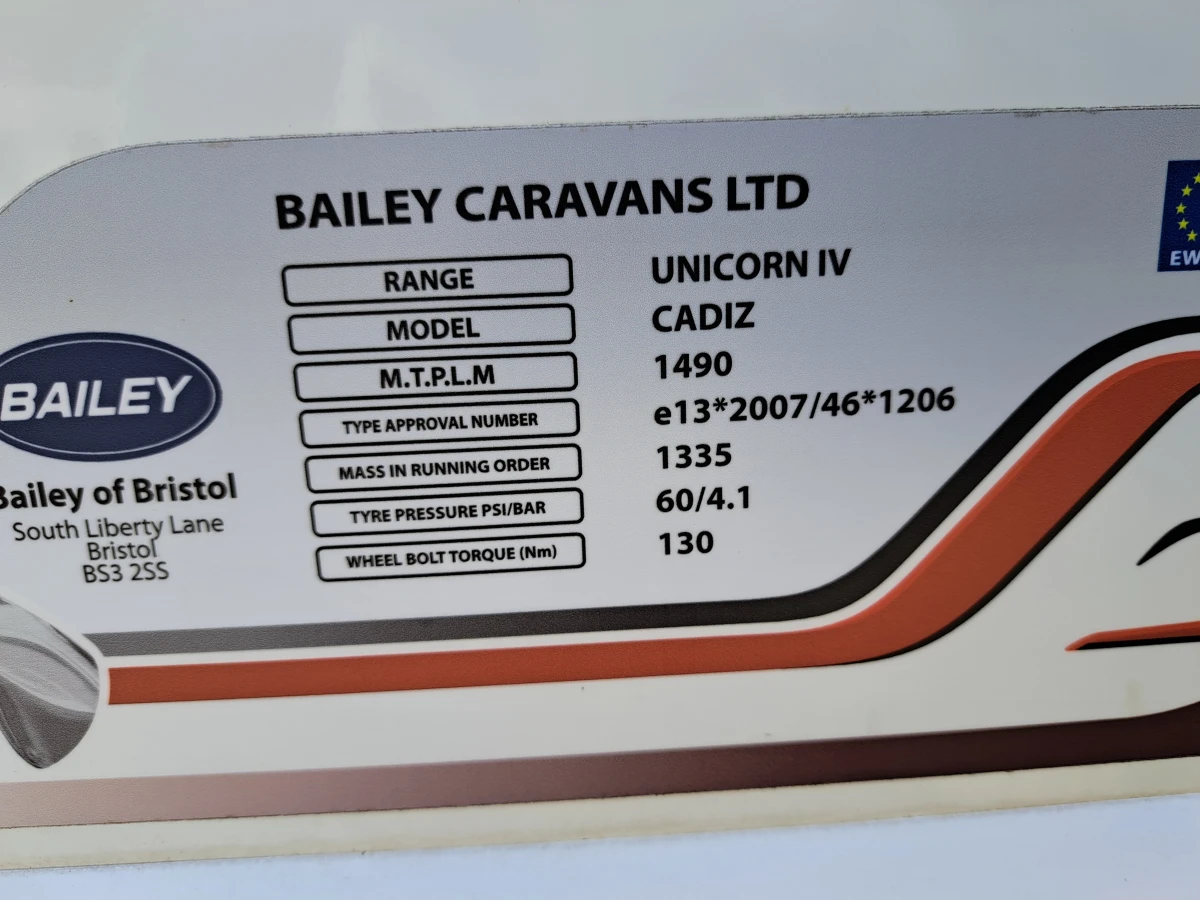 BAILEY CARAVANS LTD
RANGE UNICORN IV
MODEL CADIZ
M.T.P.L.M 1490
TYPE APPROVAL NUMBER e13*2007/46*1206
MASS IN RUNNING ORDER 1335
TYRE PRESSURE PSI/BAR 60/4.1
WHEEL BOLT TORQUE (Nm) 130
BAILEY
Bailey of Bristol
South Liberty Lane
Bristol
BS3 2SS